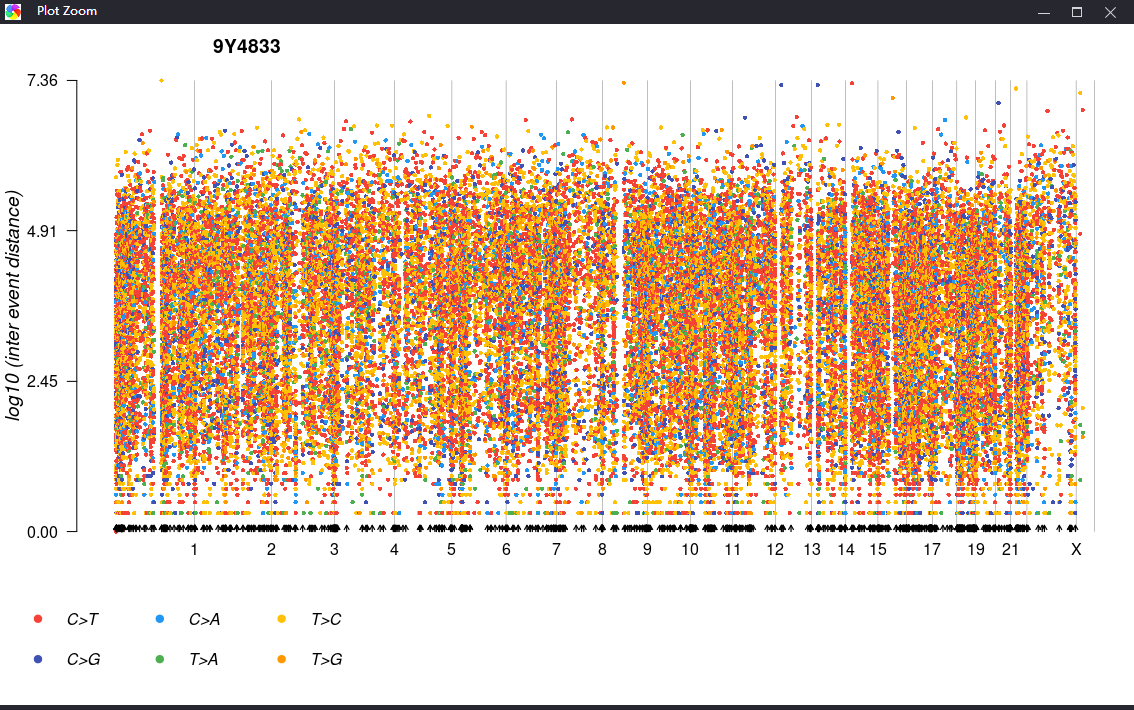 Plot Zoom
9Y4833
7.36
4.91
2.45
0.00
log10 (inter event distance)
1 2 3 4 5 6 7 8 9 10 11 12 13 14 15 17 19 21 X
C>T C>A T>C
C>G T>A T>G